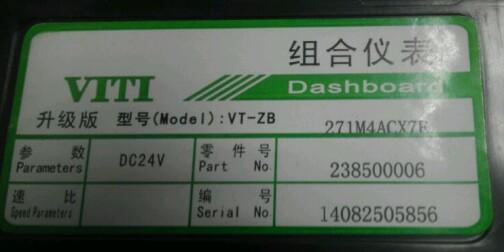 组合仪表
VITI
Dashboard
升级版 型号(Model):VT-ZB 271M4ACX7E
参数 DC24V 零件号 238500006
Parameters Part No.
速比 编号 14082505856
Speed Parameters Serial No.